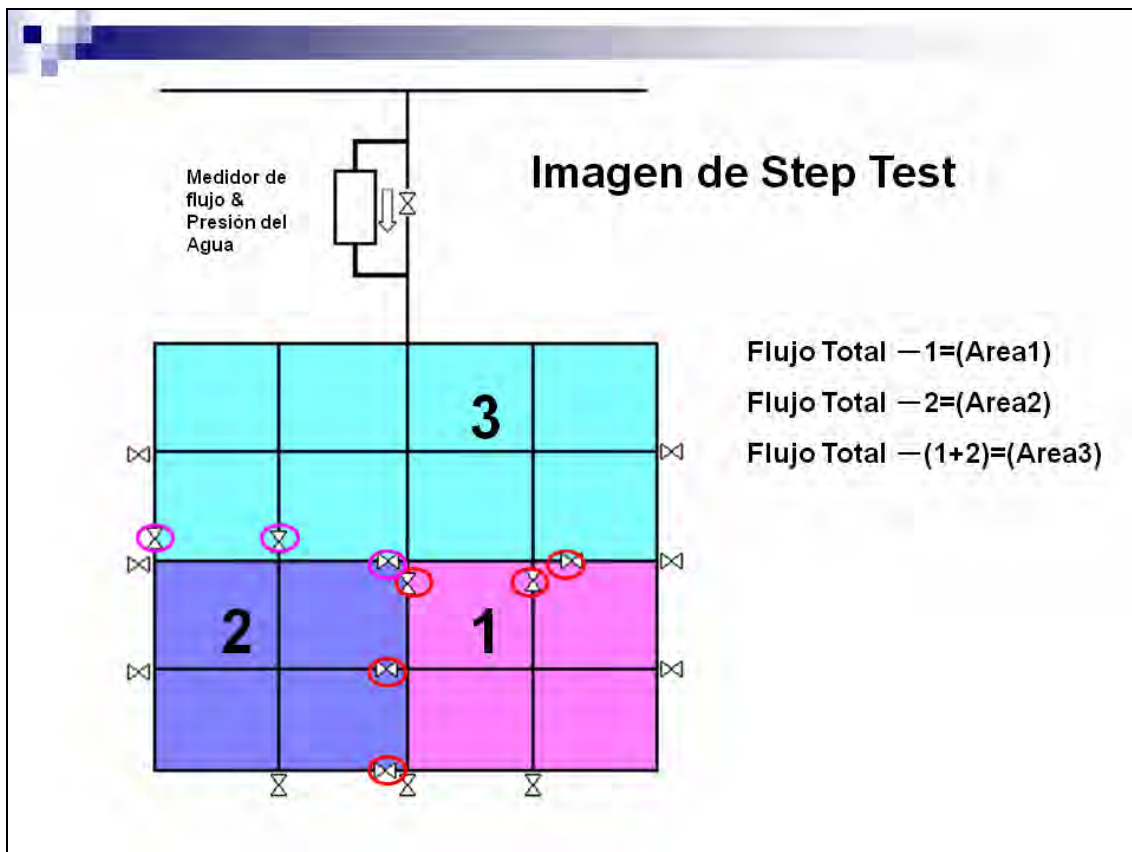 Imagen de Step Test
Medidor de
flujo &
Presión del
Agua
Flujo Total －1=(Area1)
Flujo Total －2=(Area2)
Flujo Total －(1+2)=(Area3)
3
2
1